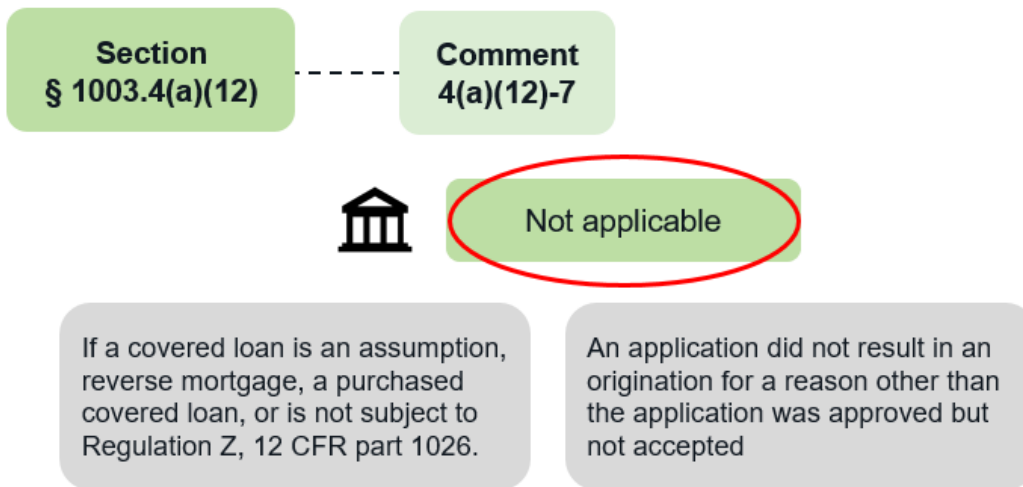 Section
§ 1003.4(a)(12)
Comment
4(a)(12)-7
Not applicable
If a covered loan is an assumption,
reverse mortgage, a purchased
covered loan, or is not subject to
Regulation Z, 12 CFR part 1026.
An application did not result in an
origination for a reason other than
the application was approved but
not accepted